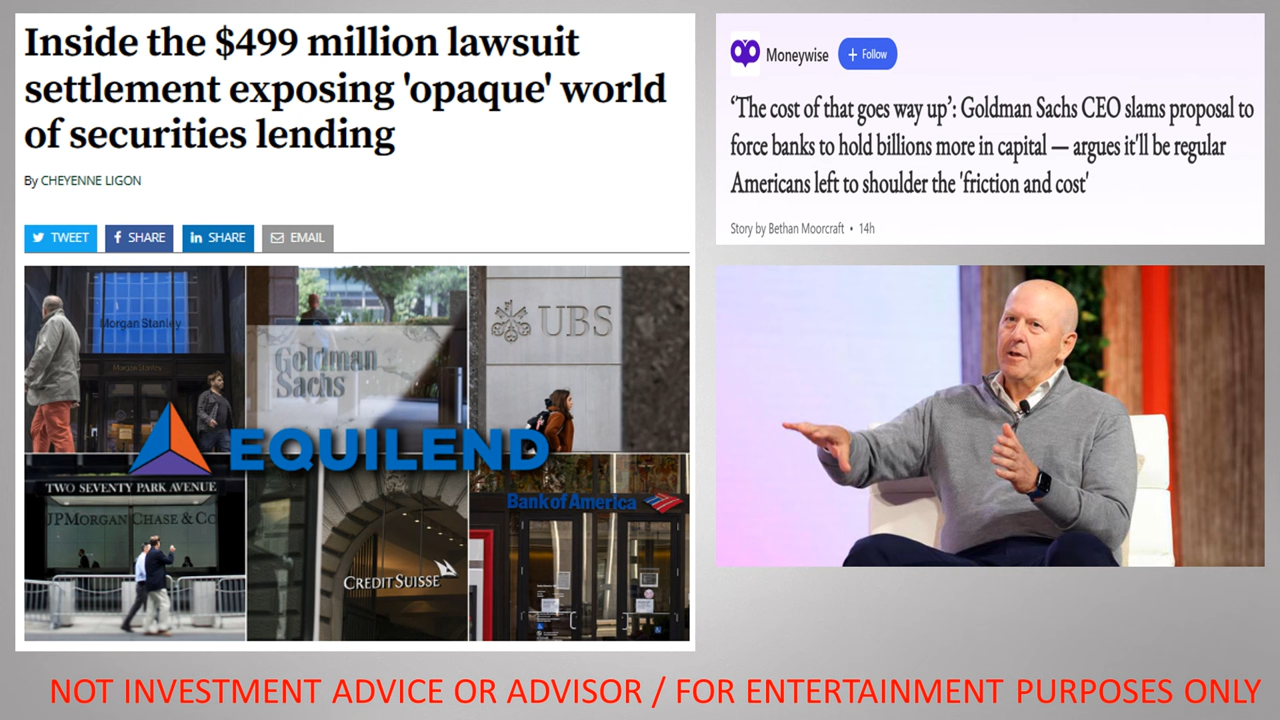 Inside the $499 million lawsuit
settlement exposing 'opaque' world
of securities lending
By CHEYENNE LIGON
TWEET
SHARE
SHARE
EMAIL
Morgan Stanley
Morgan Stanley
Goldman
Sachs
UBS
EQUILEND
TWO SEVENTY PARK AVENUE
JPMORGAN CHASE & CO
CREDIT SUISSE
Bank of America
Moneywise
+ Follow
‘The cost of that goes way up’: Goldman Sachs CEO slams proposal to
force banks to hold billions more in capital — argues it'll be regular
Americans left to shoulder the 'friction and cost'
Story by Bethan Moorcraft • 14h
NOT INVESTMENT ADVICE OR ADVISOR / FOR ENTERTAINMENT PURPOSES ONLY